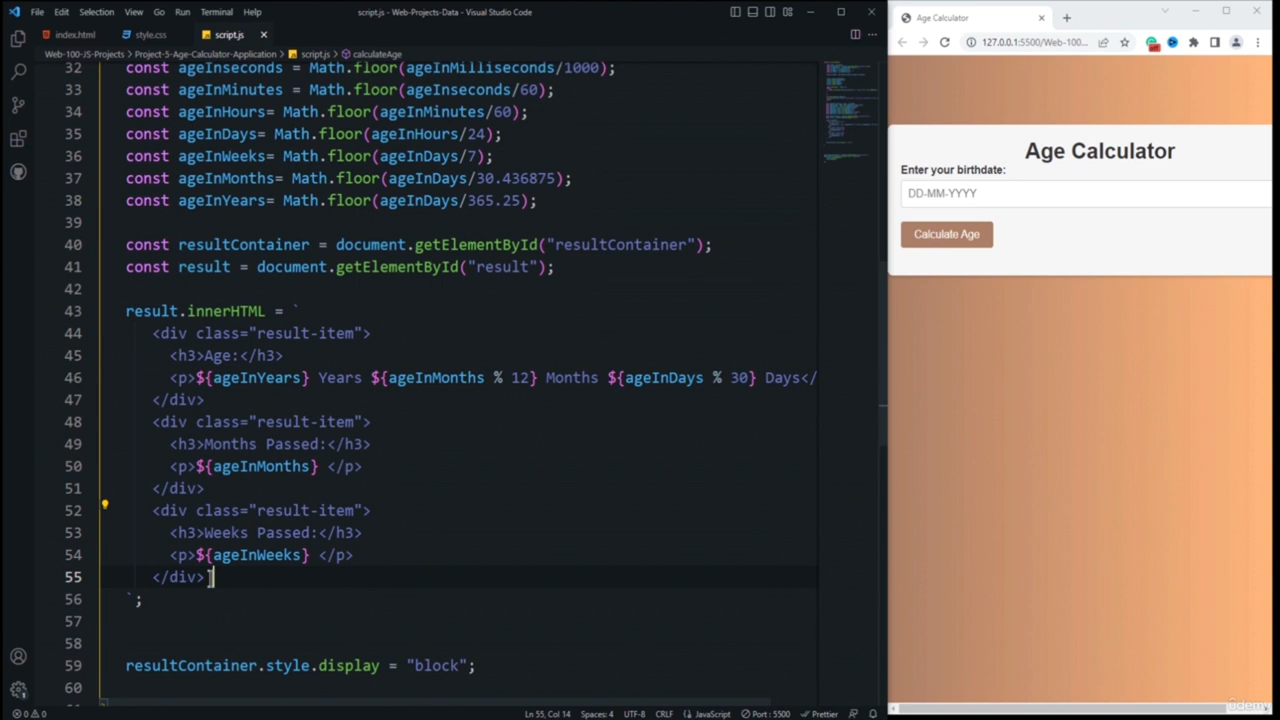 File Edit Selection View Go Run Terminal Help
script.js - Web-Projects-Data - Visual Studio Code
index.html
style.css
script.js
Web-100-JS-Projects > Project-5-Age-Calculator-Application > script.js > calculateAge
32 const ageInseconds = Math.floor(ageInMilliseconds/1000);
33 const ageInMinutes = Math.floor(ageInseconds/60);
34 const ageInHours= Math.floor(ageInMinutes/60);
35 const ageInDays= Math.floor(ageInHours/24);
36 const ageInWeeks= Math.floor(ageInDays/7);
37 const ageInMonths= Math.floor(ageInDays/30.436875);
38 const ageInYears= Math.floor(ageInDays/365.25);
39
40 const resultContainer = document.getElementById("resultContainer");
41 const result = document.getElementById("result");
42
43 result.innerHTML = `
44 <div class="result-item">
45 <h3>Age:</h3>
46 <p>${ageInYears} Years ${ageInMonths % 12} Months ${ageInDays % 30} Days</
47 </div>
48 <div class="result-item">
49 <h3>Months Passed:</h3>
50 <p>${ageInMonths} </p>
51 </div>
52 <div class="result-item">
53 <h3>Weeks Passed:</h3>
54 <p>${ageInWeeks} </p>
55 </div>
56 `;
57
58
59 resultContainer.style.display = "block";
60
0 0
Ln 55, Col 14 Spaces: 4 UTF-8 CRLF JavaScript Port : 5500 Prettier
Age Calculator
127.0.0.1:5500/Web-100...
Age Calculator
Enter your birthdate:
DD-MM-YYYY
Calculate Age
ûdemy